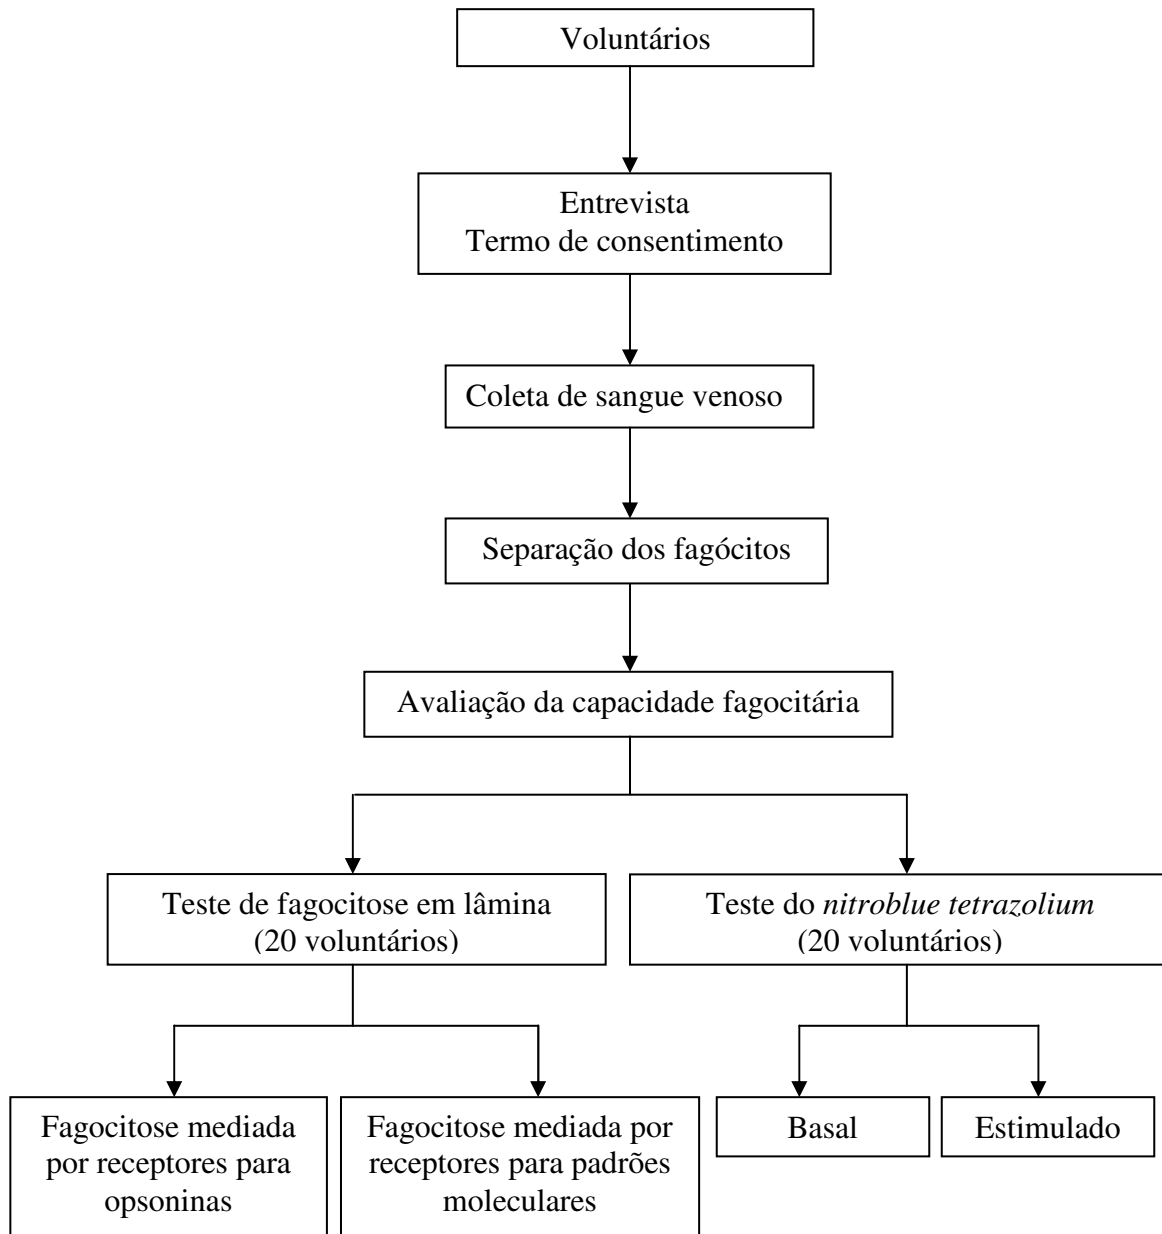 Voluntários
Entrevista
Termo de consentimento
Coleta de sangue venoso
Separação dos fagócitos
Avaliação da capacidade fagocitária
Teste de fagocitose em lâmina
(20 voluntários)
Teste do nitroblue tetrazolium
(20 voluntários)
Fagocitose mediada
por receptores para
opsoninas
Fagocitose mediada por
receptores para padrões
moleculares
Basal
Estimulado